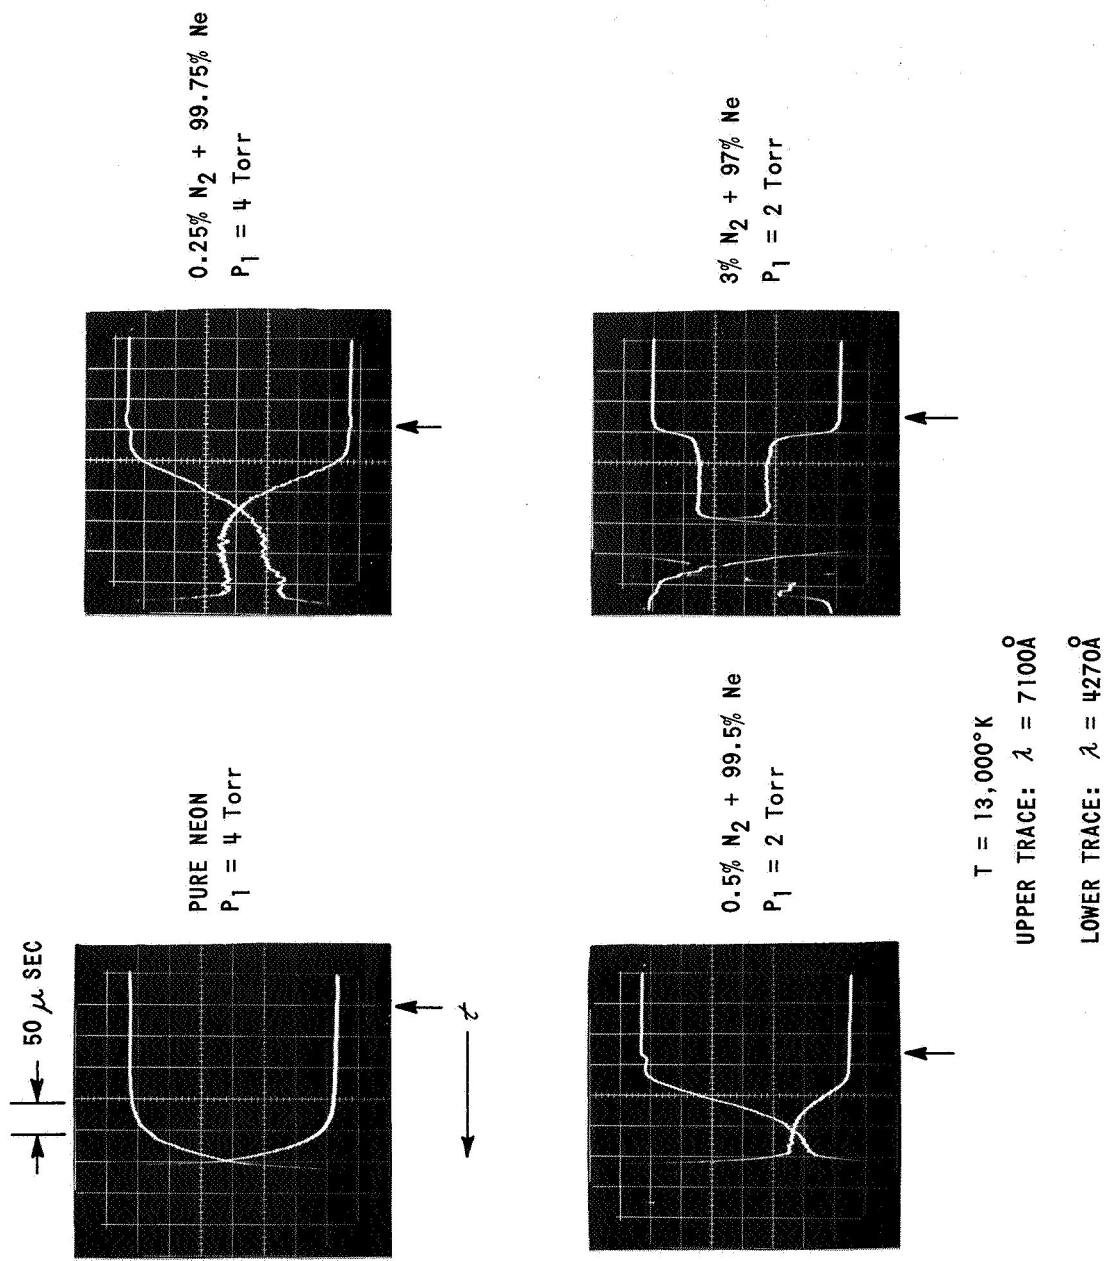 50 μ SEC
PURE NEON
P1 = 4 Torr
t
0.25% N2 + 99.75% Ne
P1 = 4 Torr
0.5% N2 + 99.5% Ne
P1 = 2 Torr
3% N2 + 97% Ne
P1 = 2 Torr
T = 13,000°K
UPPER TRACE: λ = 7100Å
LOWER TRACE: λ = 4270Å